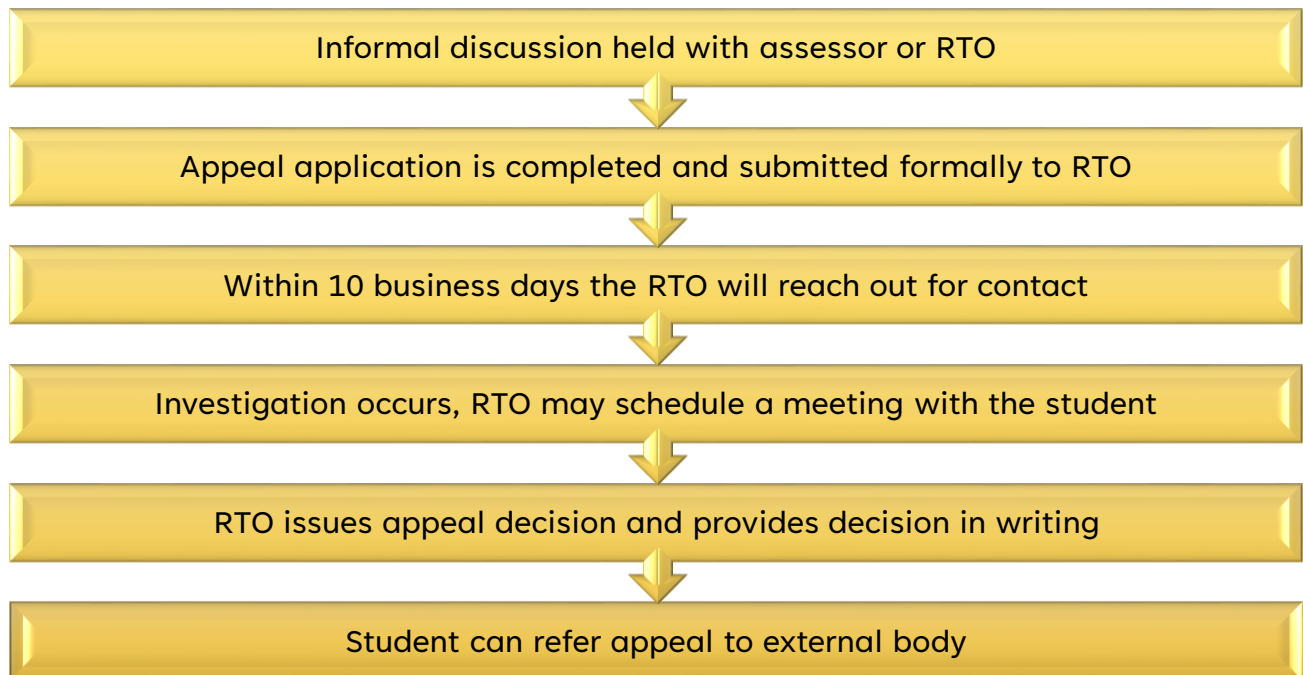 Informal discussion held with assessor or RTO
Appeal application is completed and submitted formally to RTO
Within 10 business days the RTO will reach out for contact
Investigation occurs, RTO may schedule a meeting with the student
RTO issues appeal decision and provides decision in writing
Student can refer appeal to external body